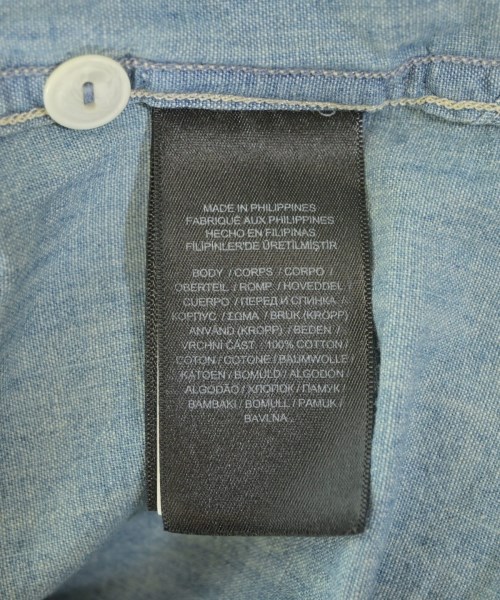 MADE IN PHILIPPINES
FABRIQUÉ AUX PHILIPPINES
HECHO EN FILIPINAS
FILIPINLER'DE ÜRETILMIŞTIR
BODY / CORPS / CORPO /
OBERTEIL / ROMP / HOVEDDEL /
CUERPO / ПЕРЕД И СПИНКА /
КОРПУС / ΣΩΜΑ / BRUK (KROPP)
ANVÄND (KROPP) / BEDEN /
VRCHNÍ ČÁST / 100% COTTON /
COTON / COTONE / BAUMWOLLE /
KATOEN / BOMULD / ALGODON /
ALGODÃO / ХЛОПОК / ПАМУК /
BAMBAKI / BOMULL / PAMUK /
BAVLNA